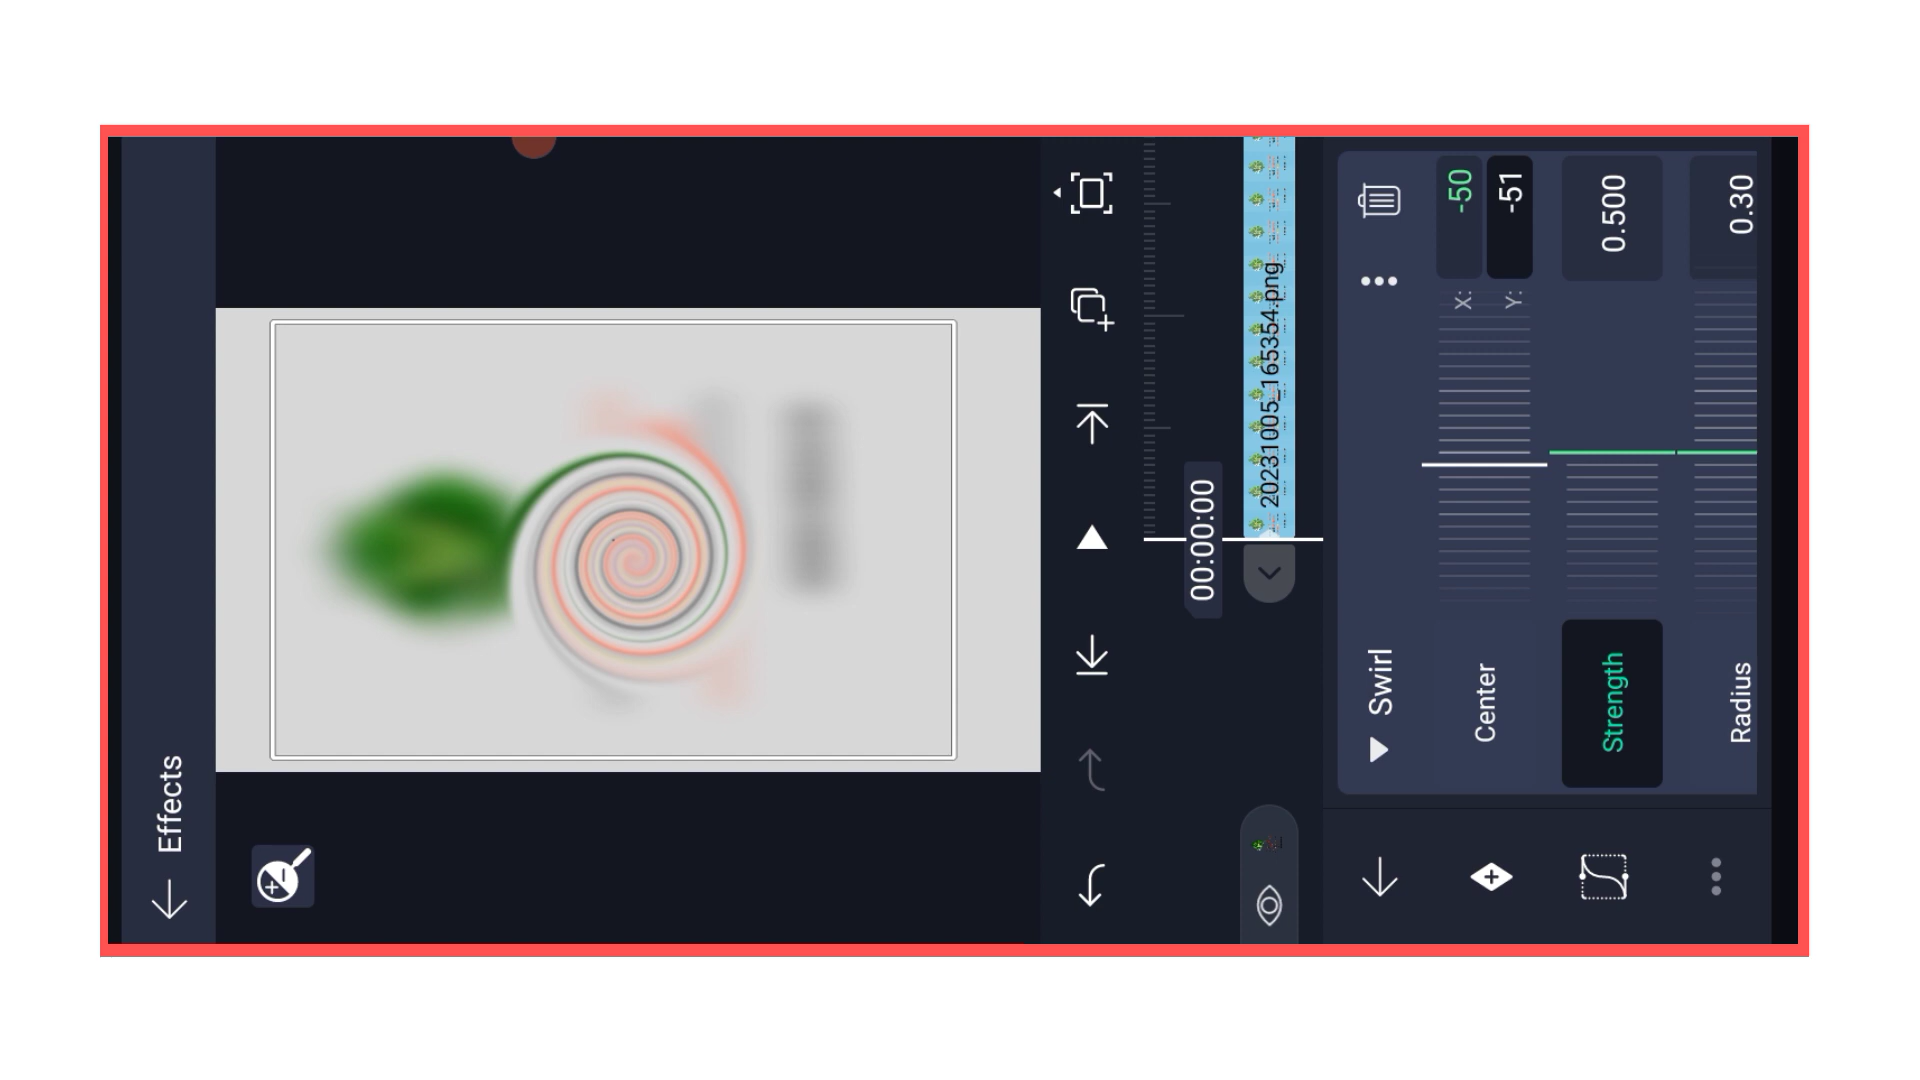 Effects
00:00:00
20231005_165354.png
Swirl
Center
X: -50
Y: -51
Strength
0.500
Radius
0.30